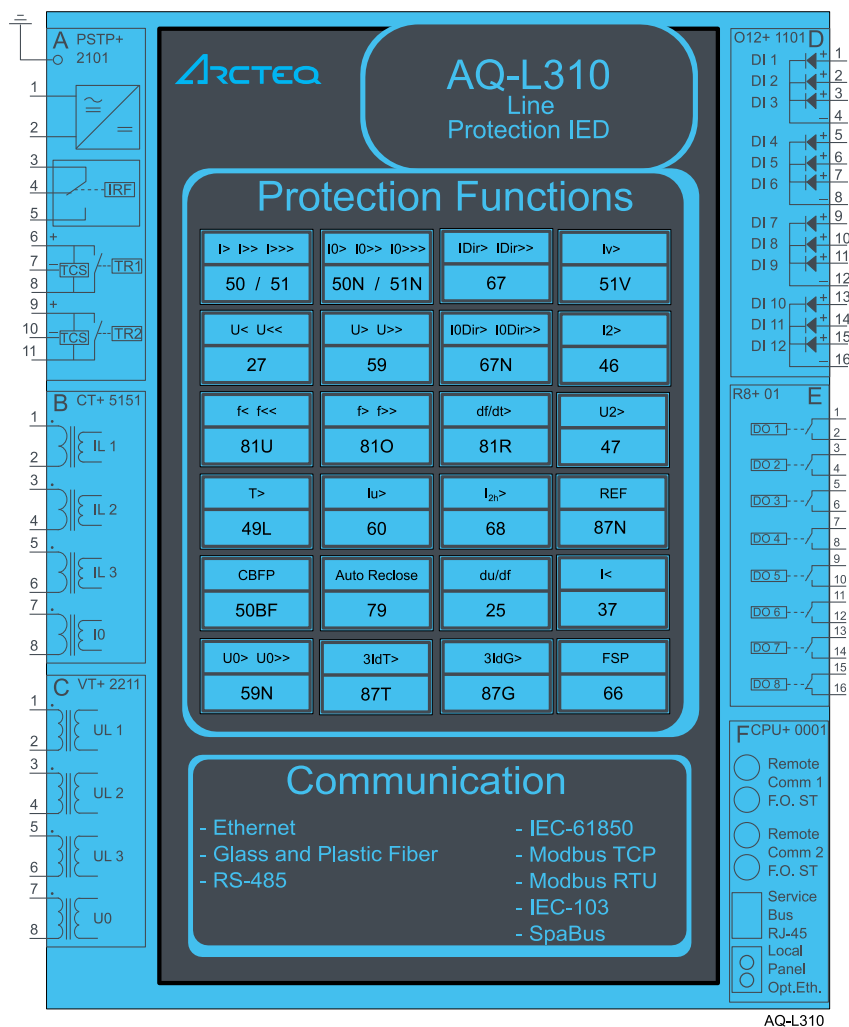 A PSTP+
2101
1
2
3
4
5
IRF
6 +
7 –
8
TCS
TR1
9 +
10 –
11
TCS
TR2
B CT+ 5151
1
IL 1
2
3
IL 2
4
5
IL 3
6
7
I0
8
C VT+ 2211
1
UL 1
2
3
UL 2
4
5
UL 3
6
7
U0
8
ARCTEQ
AQ-L310
Line
Protection IED
Protection Functions
I> I>> I>>>
50 / 51
I0> I0>> I0>>>
50N / 51N
IDir> IDir>>
67
Iv>
51V
U< U<<
27
U> U>>
59
I0Dir> I0Dir>>
67N
I2>
46
f< f<<
81U
f> f>>
81O
df/dt>
81R
U2>
47
T>
49L
Iu>
60
I2h>
68
REF
87N
CBFP
50BF
Auto Reclose
79
du/df
25
I<
37
U0> U0>>
59N
3IdT>
87T
3IdG>
87G
FSP
66
Communication
- Ethernet
- Glass and Plastic Fiber
- RS-485
- IEC-61850
- Modbus TCP
- Modbus RTU
- IEC-103
- SpaBus
O12+ 1101 D
DI 1 + 1
DI 2 + 2
DI 3 + 3
– 4
DI 4 + 5
DI 5 + 6
DI 6 + 7
– 8
DI 7 + 9
DI 8 + 10
DI 9 + 11
– 12
DI 10 + 13
DI 11 + 14
DI 12 + 15
– 16
R8+ 01 E
1
DO 1
2
3
DO 2
4
5
DO 3
6
7
DO 4
8
9
DO 5
10
11
DO 6
12
13
DO 7
14
15
DO 8
16
F CPU+ 0001
Remote
Comm 1
F.O. ST
Remote
Comm 2
F.O. ST
Service
Bus
RJ-45
Local
Panel
Opt.Eth.
AQ-L310